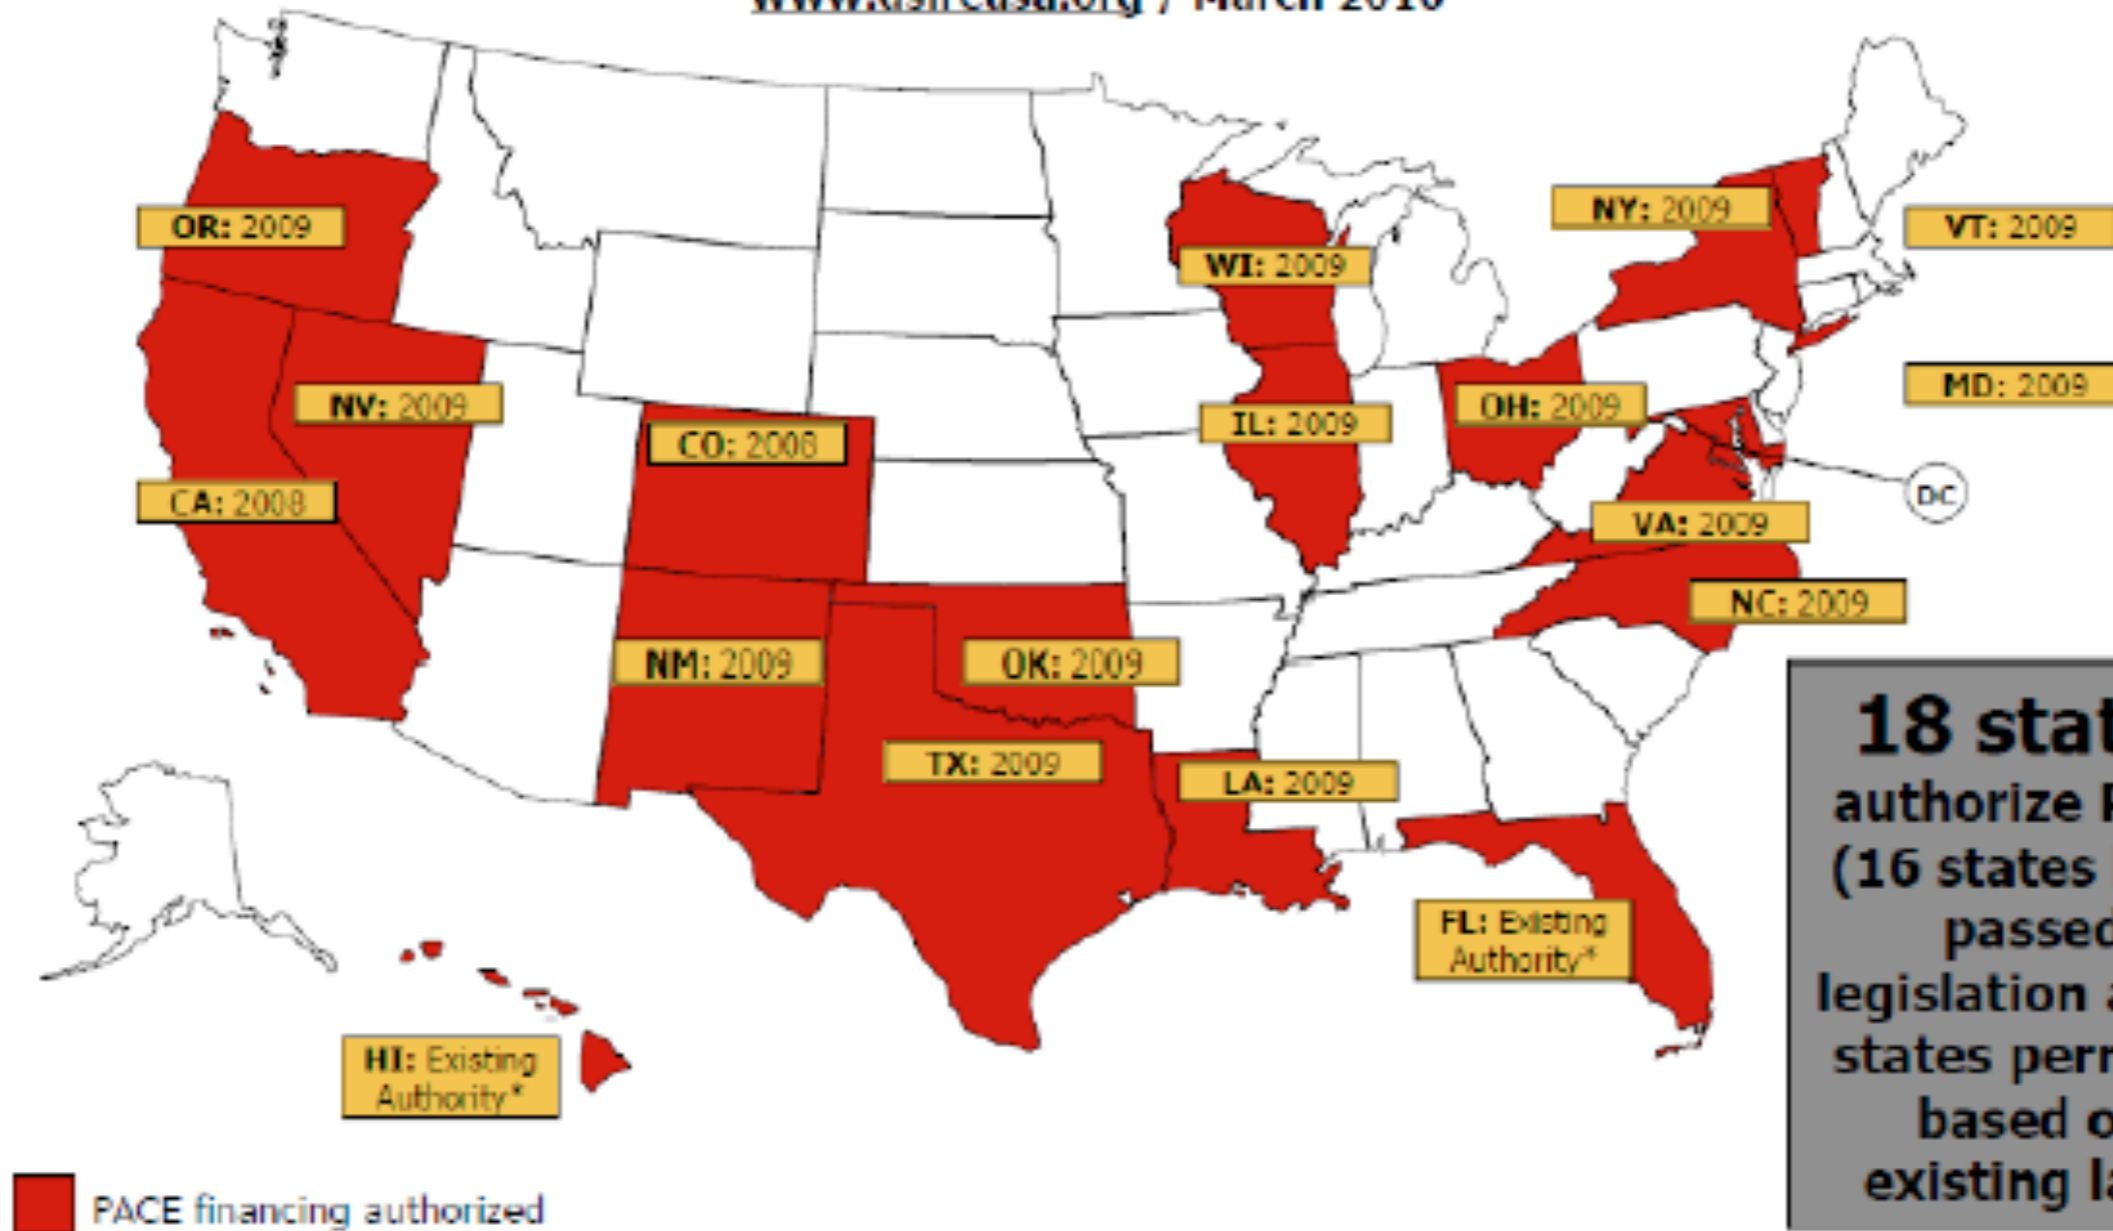 / March 2010
OR: 2009
NY: 2009
VT: 2009
WI: 2009
NV: 2009
CO: 2008
IL: 2009
OH: 2009
MD: 2009
CA: 2008
DC
VA: 2009
NC: 2009
NM: 2009
OK: 2009
TX: 2009
LA: 2009
18
authorize
(16 states
passed
legislation
states
based
existing
FL: Existing
Authority*
HI: Existing
Authority*
PACE financing authorized